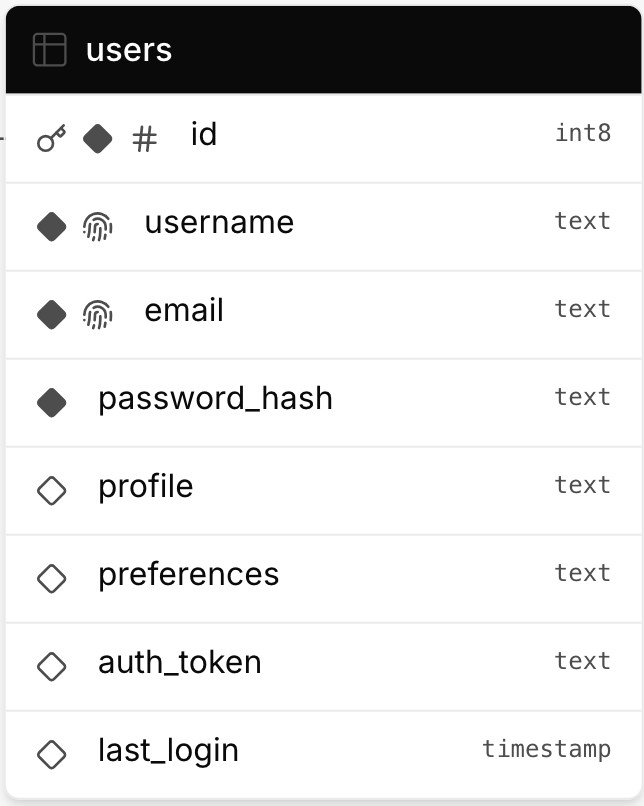 users
# id int8
username text
email text
password_hash text
profile text
preferences text
auth_token text
last_login timestamp